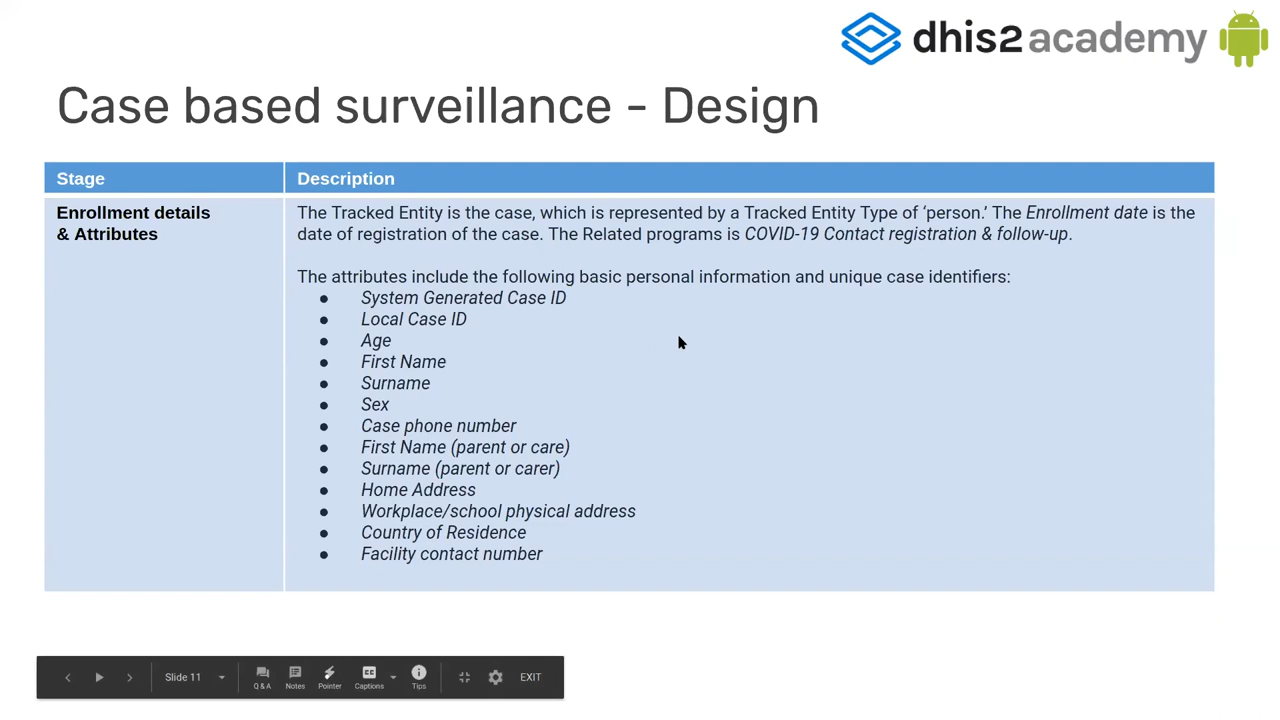 dhis2 academy
Case based surveillance - Design
Stage
Description
Enrollment details
& Attributes
The Tracked Entity is the case, which is represented by a Tracked Entity Type of ‘person.’ The Enrollment date is the
date of registration of the case. The Related programs is COVID-19 Contact registration & follow-up.
The attributes include the following basic personal information and unique case identifiers:
● System Generated Case ID
● Local Case ID
● Age
● First Name
● Surname
● Sex
● Case phone number
● First Name (parent or care)
● Surname (parent or carer)
● Home Address
● Workplace/school physical address
● Country of Residence
● Facility contact number
Slide 11
Q & A
Notes
Pointer
Captions
Tips
EXIT